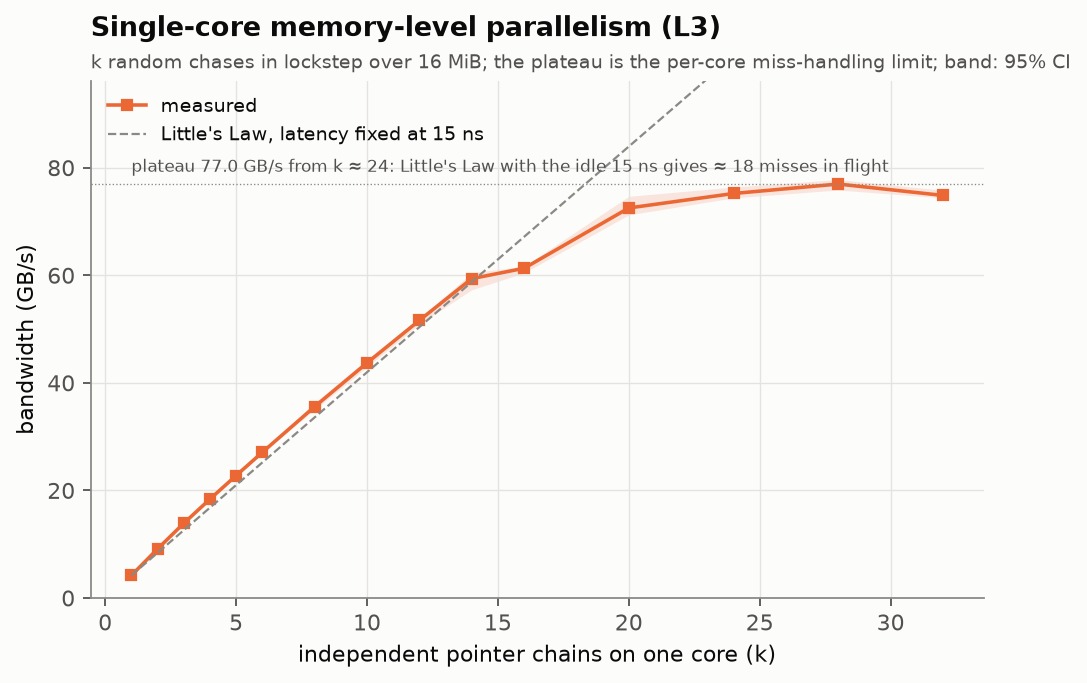 Single-core memory-level parallelism (L3)
k random chases in lockstep over 16 MiB; the plateau is the per-core miss-handling limit; band: 95% CI
measured
Little's Law, latency fixed at 15 ns
plateau 77.0 GB/s from k ≈ 24: Little's Law with the idle 15 ns gives ≈ 18 misses in flight
80
60
40
20
0
bandwidth (GB/s)
0 5 10 15 20 25 30
independent pointer chains on one core (k)